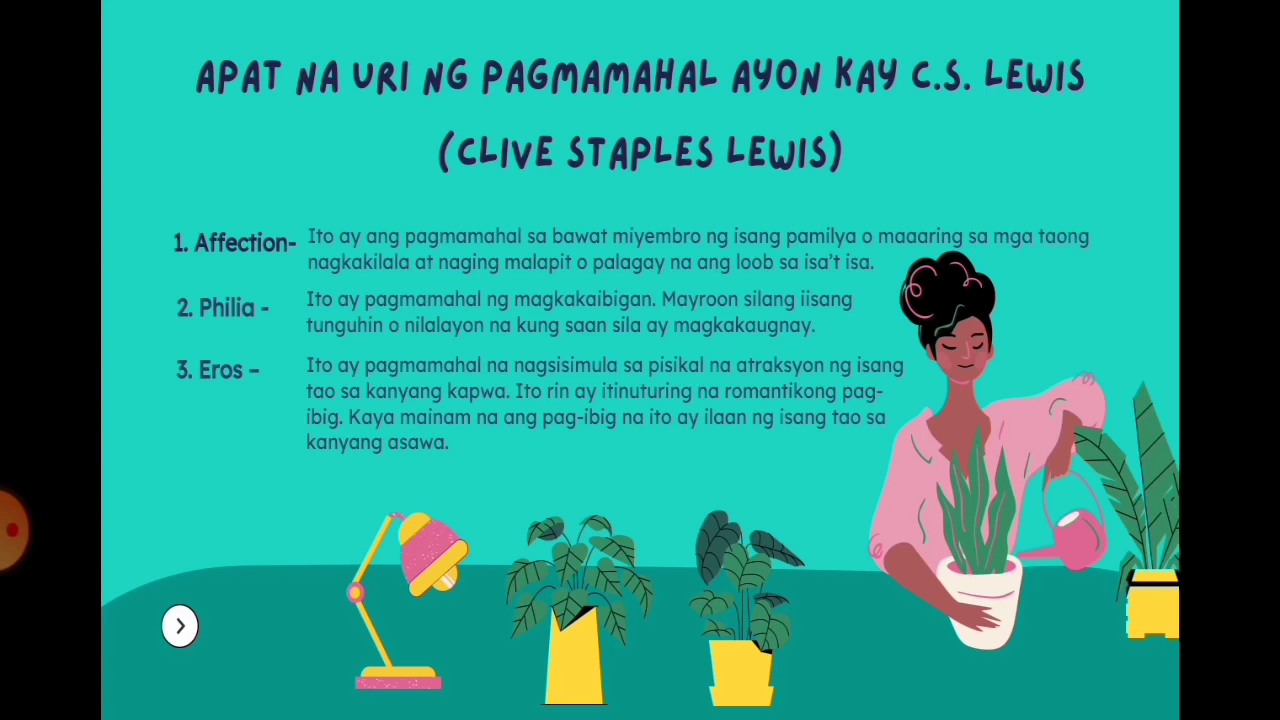 APAT NA URI NG PAGMAMAHAL AYON KAY C.S. LEWIS
(CLIVE STAPLES LEWIS)
1. Affection- Ito ay ang pagmamahal sa bawat miyembro ng isang pamilya o maaaring sa mga taong
nagkakilala at naging malapit o palagay na ang loob sa isa't isa.
2. Philia - Ito ay pagmamahal ng magkakaibigan. Mayroon silang iisang
tunguhin o nilalayon na kung saan sila ay magkakaugnay.
3. Eros – Ito ay pagmamahal na nagsisimula sa pisikal na atraksyon ng isang
tao sa kanyang kapwa. Ito rin ay itinuturing na romantikong pag-
ibig. Kaya mainam na ang pag-ibig na ito ay ilaan ng isang tao sa
kanyang asawa.